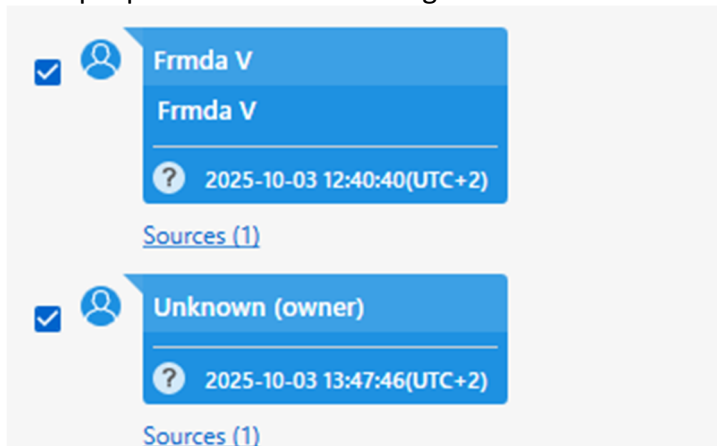 Frmda V
Frmda V
? 2025-10-03 12:40:40(UTC+2)
Sources (1)
Unknown (owner)
? 2025-10-03 13:47:46(UTC+2)
Sources (1)